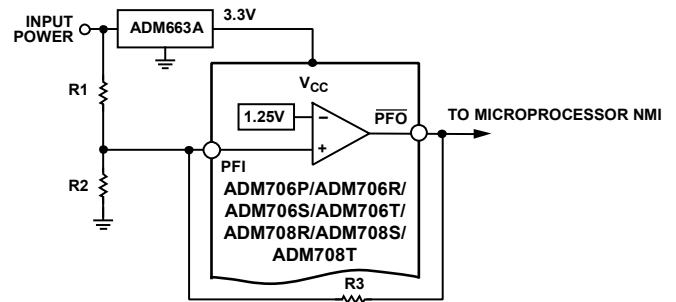 INPUT
POWER
ADM663A
3.3V
R1
VCC
1.25V
−
+
PFO
TO MICROPROCESSOR NMI
PFI
R2
ADM706P/ADM706R/
ADM706S/ADM706T/
ADM708R/ADM708S/
ADM708T
R3